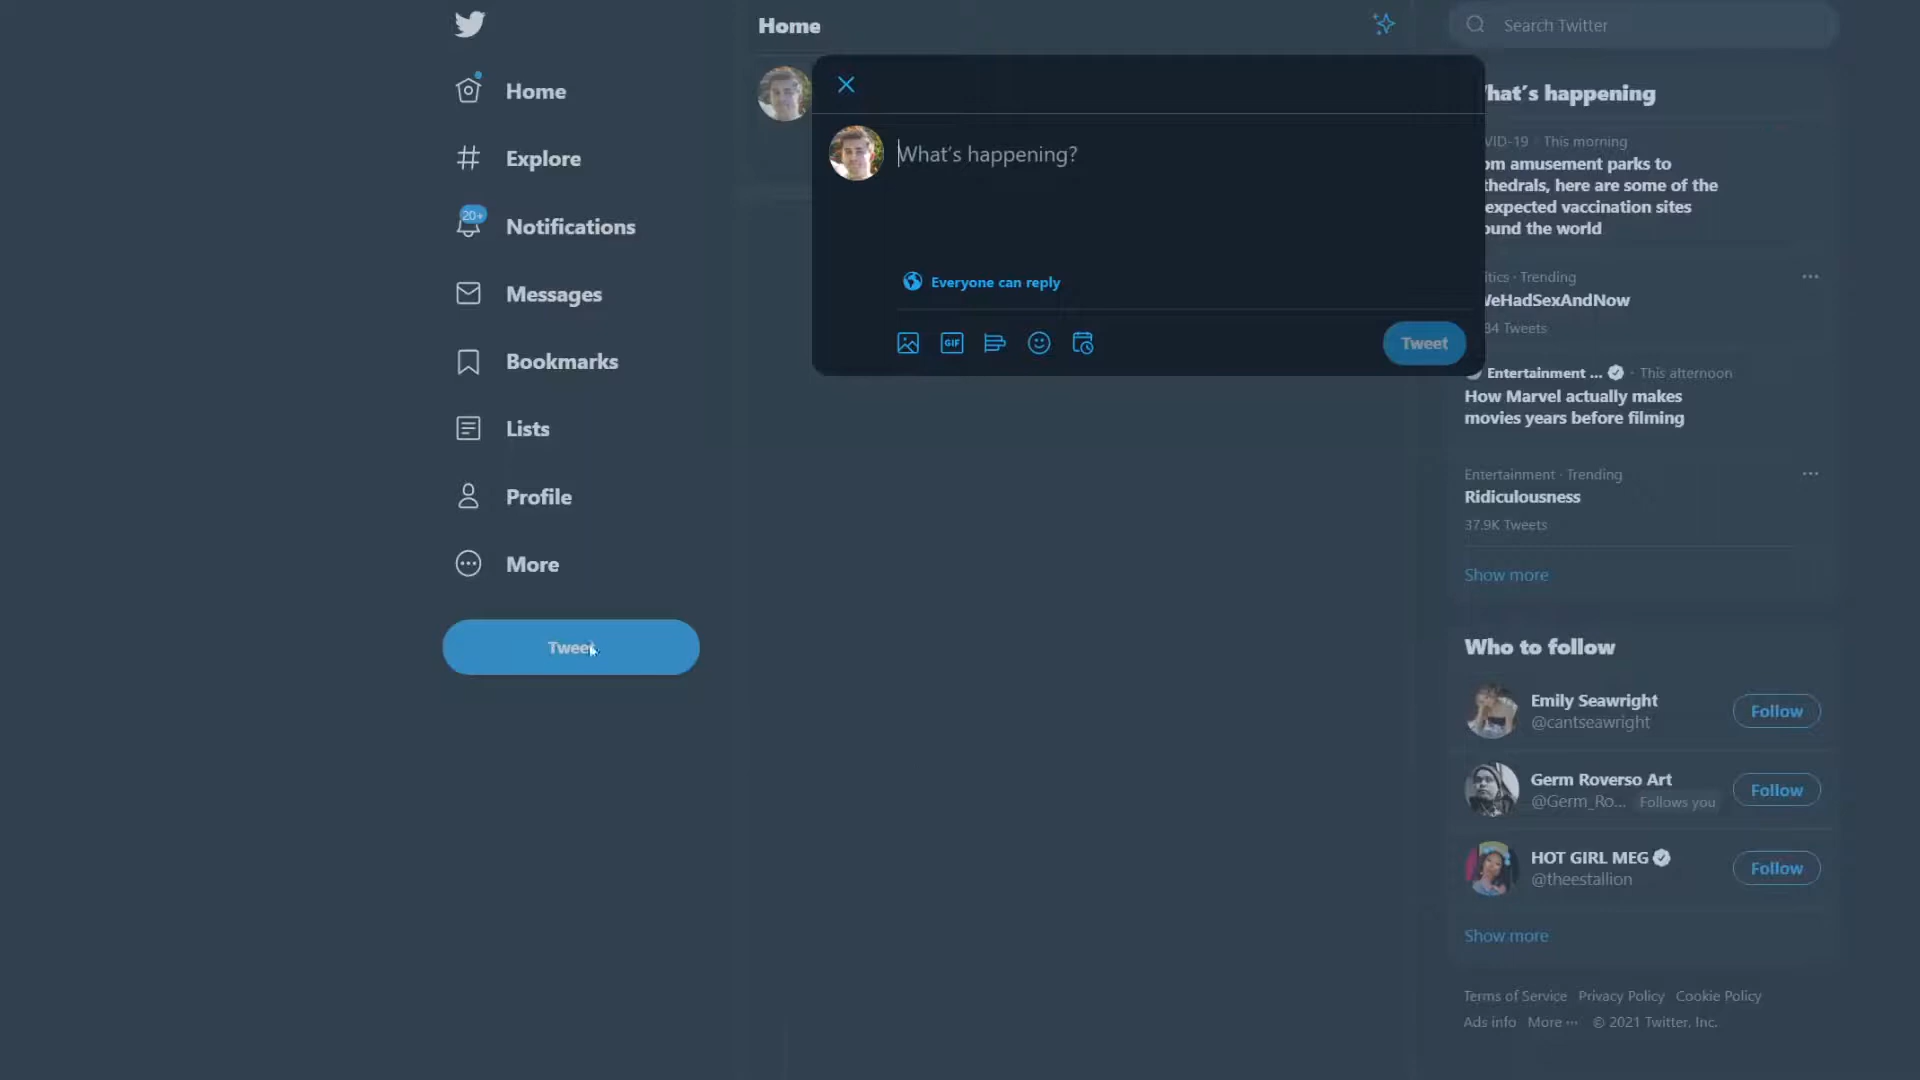 Home
Explore
20+
Notifications
Messages
Bookmarks
Lists
Profile
More
Tweet
Home
What's happening?
Everyone can reply
GIF
Tweet
Search Twitter
hat's happening
VID-19 · This morning
om amusement parks to
thedrals, here are some of the
expected vaccination sites
ound the world
itics · Trending
VeHadSexAndNow
84 Tweets
Entertainment ... · This afternoon
How Marvel actually makes
movies years before filming
Entertainment · Trending
Ridiculousness
37.9K Tweets
Show more
Who to follow
Emily Seawright
@cantseawright
Follow
Germ Roverso Art
@Germ_Ro... Follows you
Follow
HOT GIRL MEG
@theestallion
Follow
Show more
Terms of Service Privacy Policy Cookie Policy
Ads info More ··· © 2021 Twitter, Inc.